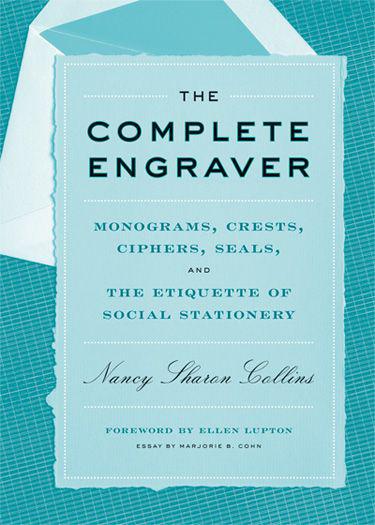 THE
COMPLETE
ENGRAVER
MONOGRAMS, CRESTS,
CIPHERS, SEALS,
AND
THE ETIQUETTE OF
SOCIAL STATIONERY
Nancy Sharon Collins
FOREWORD BY ELLEN LUPTON
ESSAY BY MARJORIE B. COHN